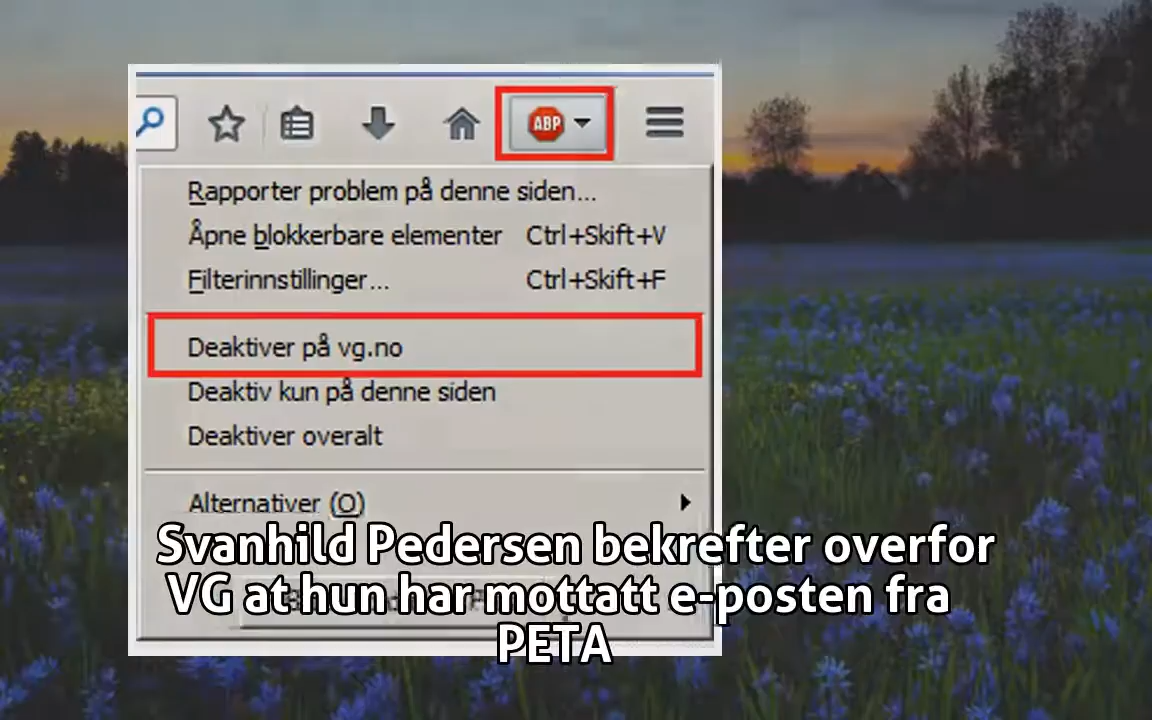 ABP
Rapporter problem på denne siden...
Åpne blokkerbare elementer Ctrl+Skift+V
Filterinnstillinger... Ctrl+Skift+F
Deaktiver på vg.no
Deaktiv kun på denne siden
Deaktiver overalt
Alternativer (O)
Svanhild Pedersen bekrefter overfor
VG at hun har mottatt e-posten fra
PETA